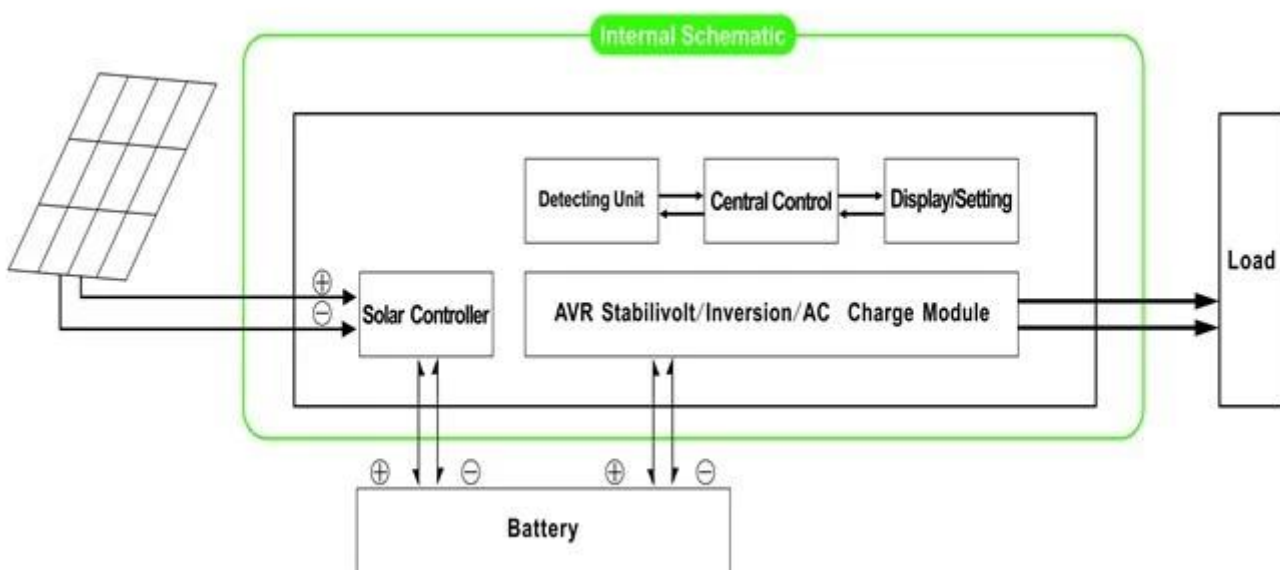 Internal Schematic
Detecting Unit
Central Control
Display/Setting
⊕
⊖
Solar Controller
AVR Stabilivolt/Inversion/AC Charge Module
Load
⊕ ⊖ ⊕ ⊖
Battery